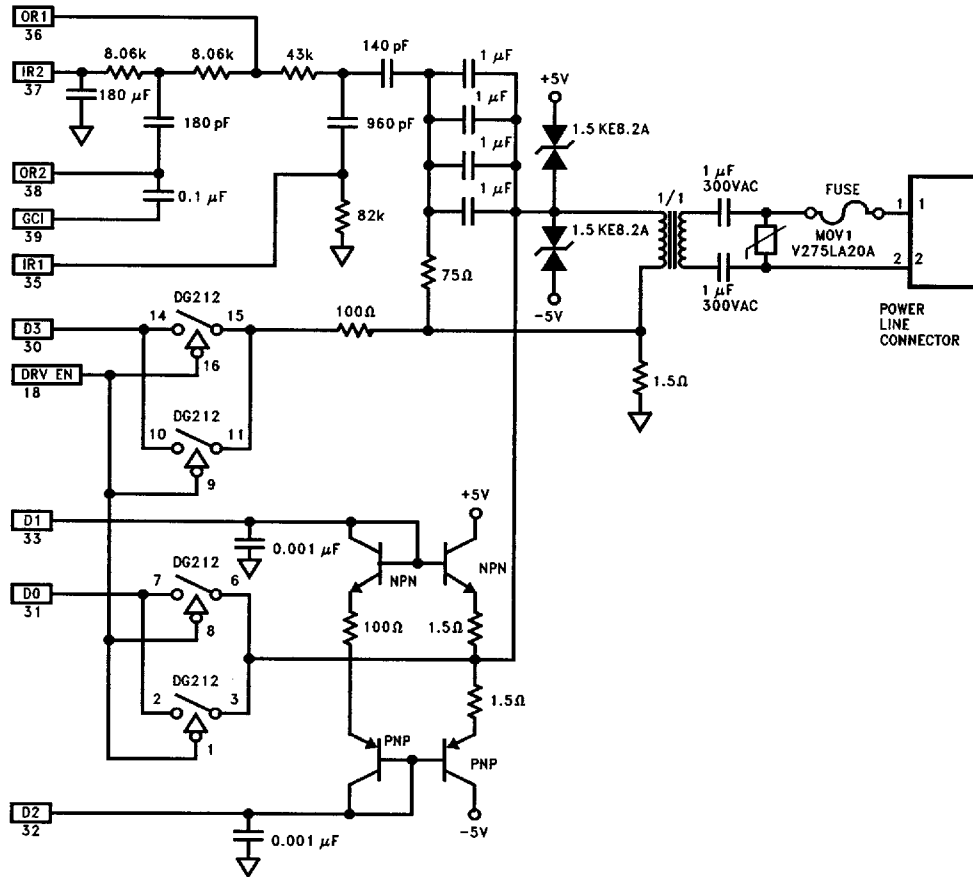 OR1
36
8.06k
8.06k
43k
140 pF
1 µF
IR2
37
180 µF
180 pF
960 pF
1 µF
1 µF
1 µF
+5V
1.5 KE8.2A
OR2
38
0.1 µF
GCI
39
82k
IR1
35
75Ω
1.5 KE8.2A
-5V
1/1
1 µF
300VAC
FUSE
MOV1
V275LA20A
1 µF
300VAC
1
1
2
2
POWER
LINE
CONNECTOR
DG212
14
15
16
100Ω
D3
30
DRV EN
18
1.5Ω
DG212
10
11
9
D1
33
0.001 µF
+5V
NPN
NPN
DG212
7
6
8
D0
31
100Ω
1.5Ω
DG212
2
3
1
1.5Ω
PNP
PNP
D2
32
0.001 µF
-5V